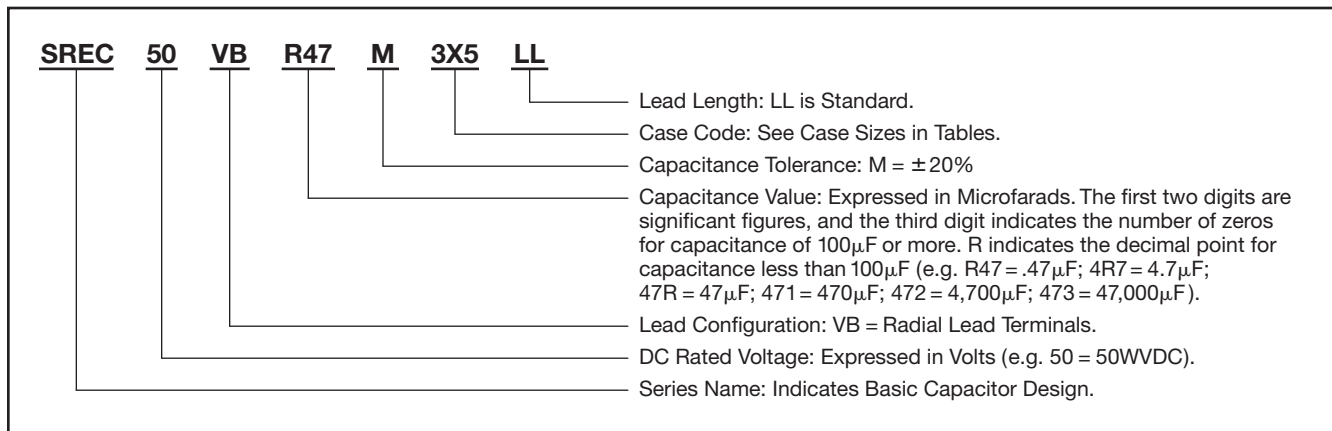 SREC 50 VB R47 M 3X5 LL
Lead Length: LL is Standard.
Case Code: See Case Sizes in Tables.
Capacitance Tolerance: M = ±20%
Capacitance Value: Expressed in Microfarads. The first two digits are
significant figures, and the third digit indicates the number of zeros
for capacitance of 100µF or more. R indicates the decimal point for
capacitance less than 100µF (e.g. R47 = .47µF; 4R7 = 4.7µF;
47R = 47µF; 471 = 470µF; 472 = 4,700µF; 473 = 47,000µF).
Lead Configuration: VB = Radial Lead Terminals.
DC Rated Voltage: Expressed in Volts (e.g. 50 = 50WVDC).
Series Name: Indicates Basic Capacitor Design.